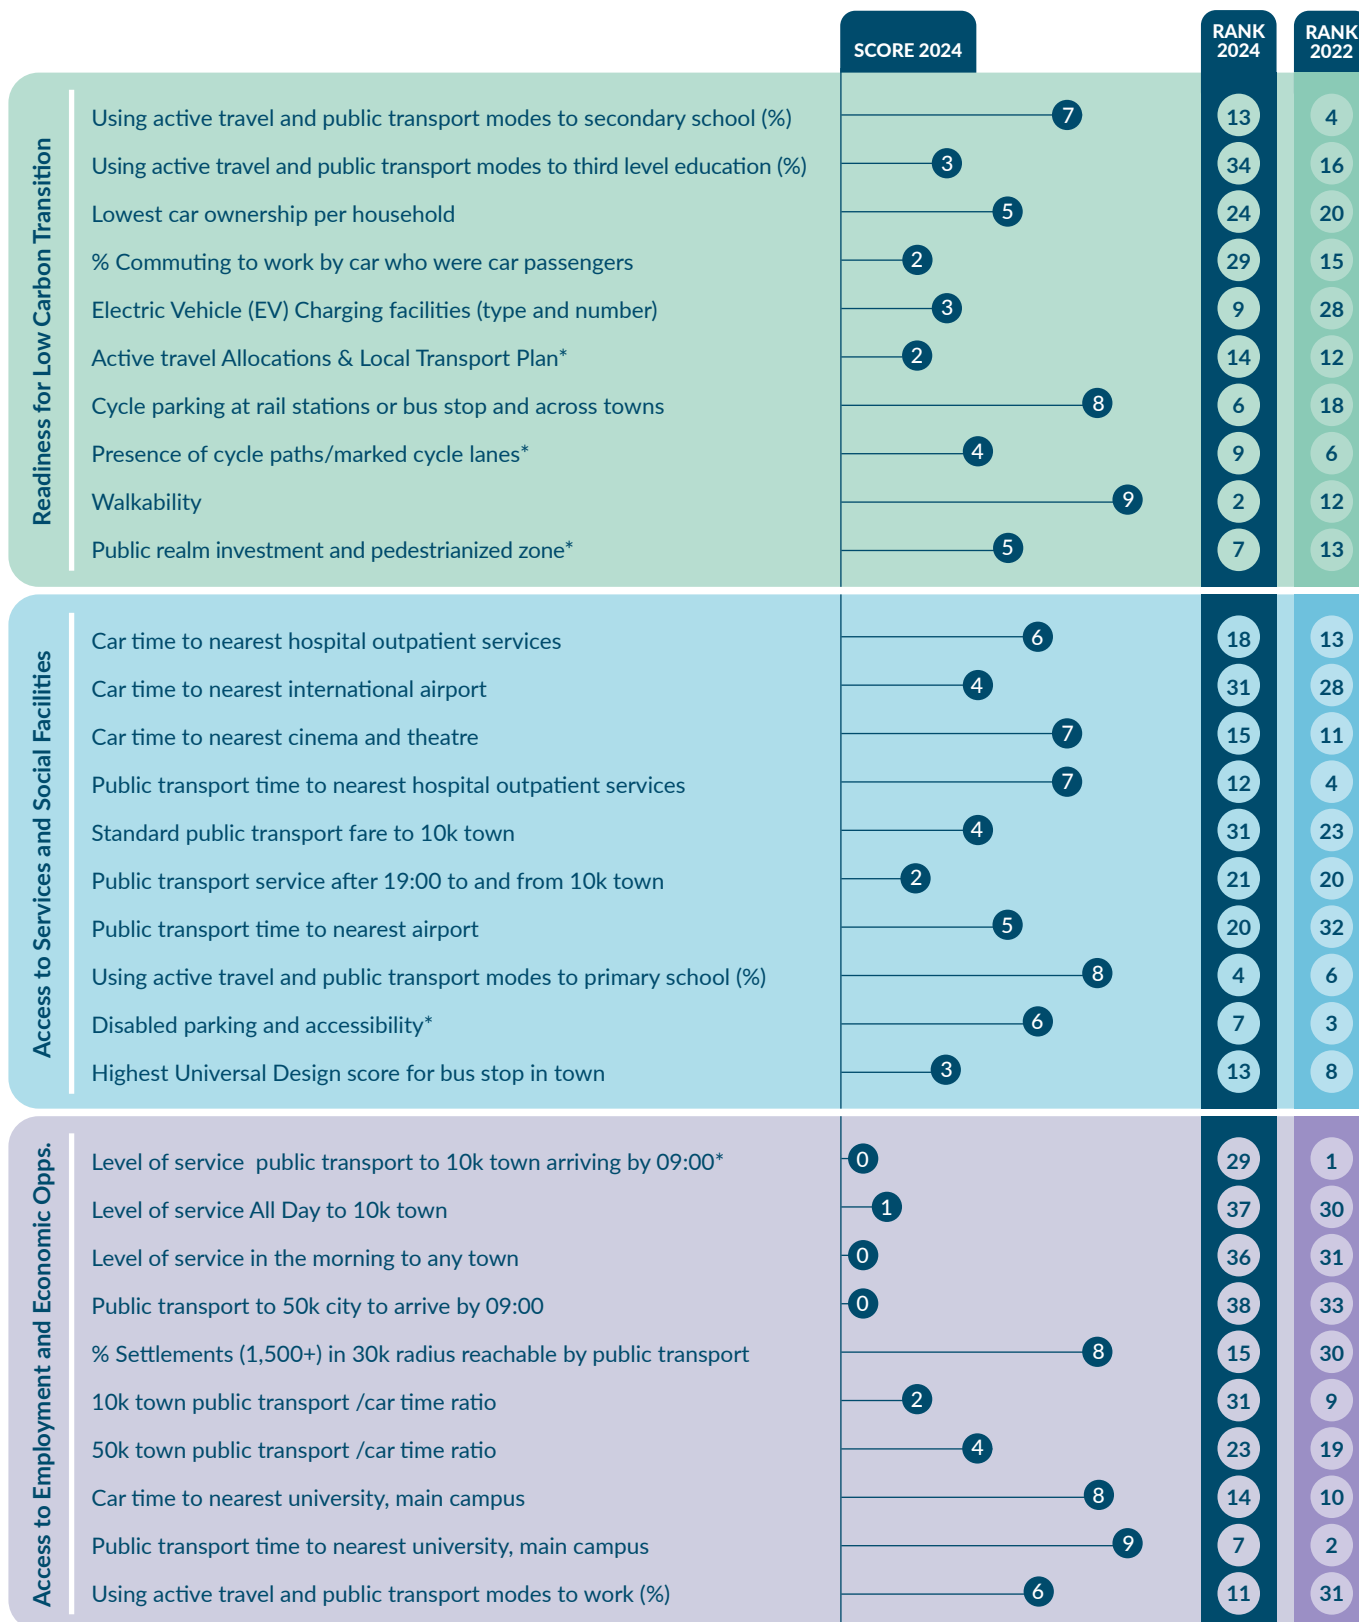 SCORE 2024
RANK 2024
RANK 2022
Readiness for Low Carbon Transition
Using active travel and public transport modes to secondary school (%) 7 13 4
Using active travel and public transport modes to third level education (%) 3 34 16
Lowest car ownership per household 5 24 20
% Commuting to work by car who were car passengers 2 29 15
Electric Vehicle (EV) Charging facilities (type and number) 3 9 28
Active travel Allocations & Local Transport Plan* 2 14 12
Cycle parking at rail stations or bus stop and across towns 8 6 18
Presence of cycle paths/marked cycle lanes* 4 9 6
Walkability 9 2 12
Public realm investment and pedestrianized zone* 5 7 13
Access to Services and Social Facilities
Car time to nearest hospital outpatient services 6 18 13
Car time to nearest international airport 4 31 28
Car time to nearest cinema and theatre 7 15 11
Public transport time to nearest hospital outpatient services 7 12 4
Standard public transport fare to 10k town 4 31 23
Public transport service after 19:00 to and from 10k town 2 21 20
Public transport time to nearest airport 5 20 32
Using active travel and public transport modes to primary school (%) 8 4 6
Disabled parking and accessibility* 6 7 3
Highest Universal Design score for bus stop in town 3 13 8
Access to Employment and Economic Opps.
Level of service  public transport to 10k town arriving by 09:00* 0 29 1
Level of service All Day to 10k town 1 37 30
Level of service in the morning to any town 0 36 31
Public transport to 50k city to arrive by 09:00 0 38 33
% Settlements (1,500+) in 30k radius reachable by public transport 8 15 30
10k town public transport /car time ratio 2 31 9
50k town public transport /car time ratio 4 23 19
Car time to nearest university, main campus 8 14 10
Public transport time to nearest university, main campus 9 7 2
Using active travel and public transport modes to work (%) 6 11 31